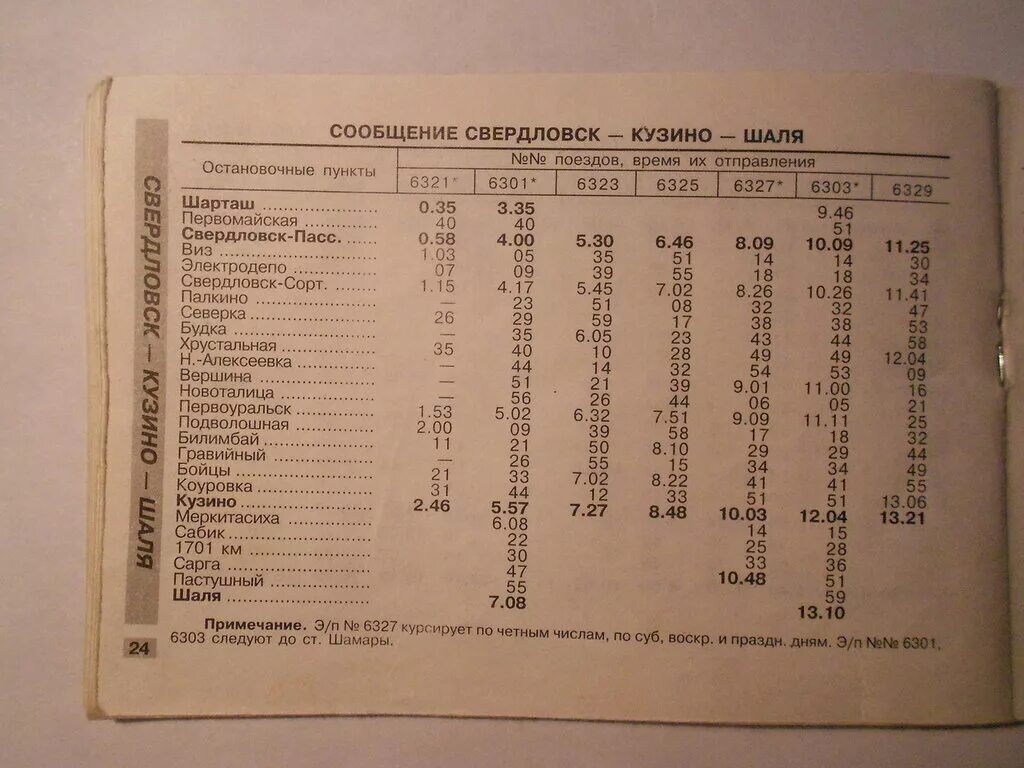 СООБЩЕНИЕ СВЕРДЛОВСК — КУЗИНО — ШАЛЯ
Остановочные пункты №№ поездов, время их отправления
6321* 6301* 6323 6325 6327* 6303* 6329
Шарташ 0.35 3.35 9.46
Первомайская 40 40 51
Свердловск-Пасс. 0.58 4.00 5.30 6.46 8.09 10.09 11.25
Виз 1.03 05 35 51 14 14 30
Электродепо 07 09 39 55 18 18 34
Свердловск-Сорт. 1.15 4.17 5.45 7.02 8.26 10.26 11.41
Палкино — 23 51 08 32 32 47
Северка 26 29 59 17 38 38 53
Будка — 35 6.05 23 43 44 58
Хрустальная 35 40 10 28 49 49 12.04
Н.-Алексеевка — 44 14 32 54 53 09
Вершина — 51 21 39 9.01 11.00 16
Новоталица — 56 26 44 06 05 21
Первоуральск 1.53 5.02 6.32 7.51 9.09 11.11 25
Подволошная 2.00 09 39 58 17 18 32
Билимбай 11 21 50 8.10 29 29 44
Гравийный — 26 55 15 34 34 49
Бойцы 21 33 7.02 8.22 41 41 55
Коуровка 31 44 12 33 51 51 13.06
Кузино 2.46 5.57 7.27 8.48 10.03 12.04 13.21
Меркитасиха 6.08 14 15
Сабик 22 25 28
1701 км 30 33 36
Сарга 47 10.48 51
Пастушный 55 59
Шаля 7.08 13.10
Примечание. Э/п № 6327 курсирует по четным числам, по суб, воскр. и праздн. дням. Э/п №№ 6301,
6303 следуют до ст. Шамары.
СВЕРДЛОВСК — КУЗИНО — ШАЛЯ
24